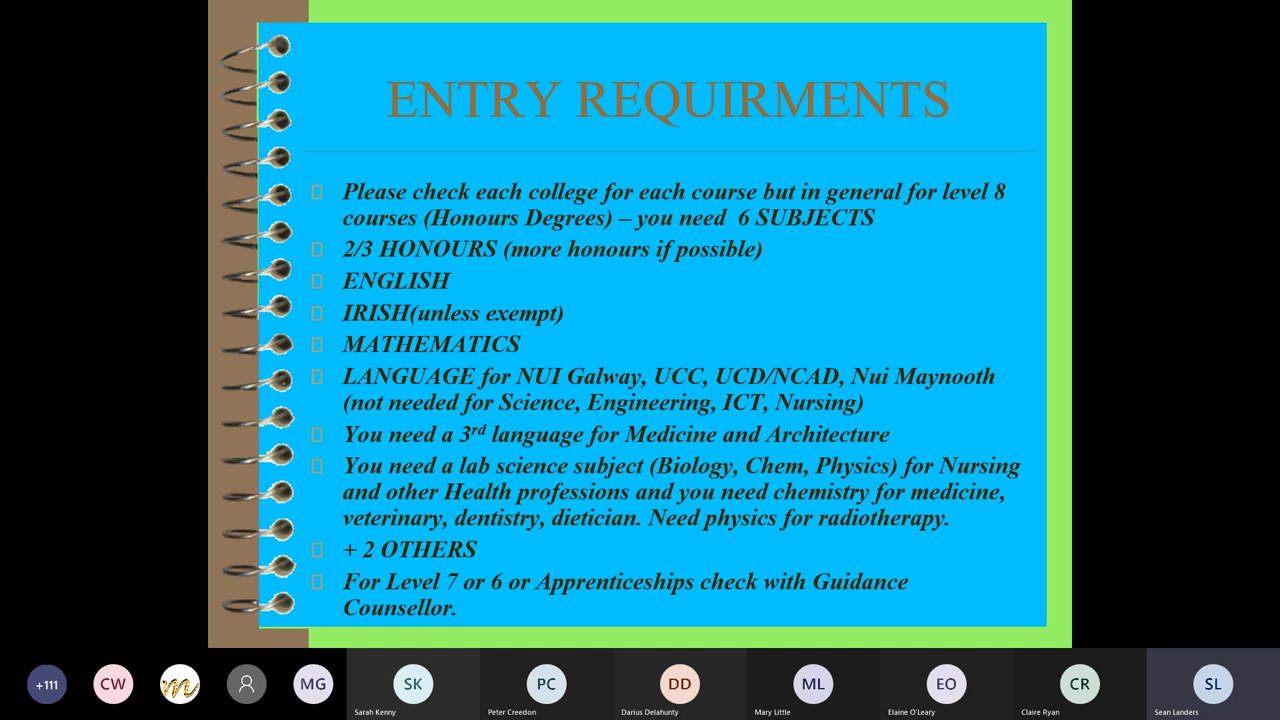 ENTRY REQUIRMENTS
Please check each college for each course but in general for level 8
courses (Honours Degrees) – you need 6 SUBJECTS
2/3 HONOURS (more honours if possible)
ENGLISH
IRISH(unless exempt)
MATHEMATICS
LANGUAGE for NUI Galway, UCC, UCD/NCAD, Nui Maynooth
(not needed for Science, Engineering, ICT, Nursing)
You need a 3rd language for Medicine and Architecture
You need a lab science subject (Biology, Chem, Physics) for Nursing
and other Health professions and you need chemistry for medicine,
veterinary, dentistry, dietician. Need physics for radiotherapy.
+ 2 OTHERS
For Level 7 or 6 or Apprenticeships check with Guidance
Counsellor.
+111 CW m MG SK PC DD ML EO CR SL
Sarah Kenny Peter Creedon Darius Delahunty Mary Little Elaine O'Leary Claire Ryan Sean Landers